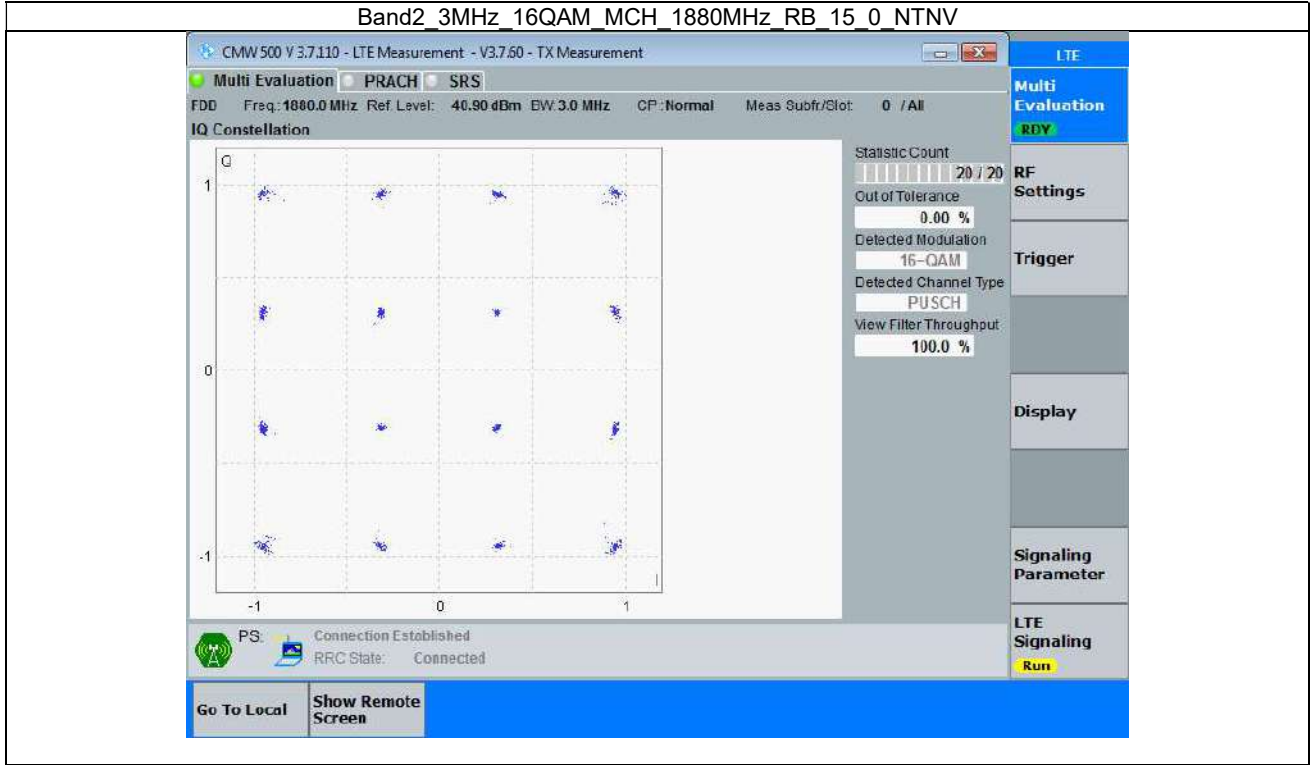 Band2_3MHz_16QAM_MCH_1880MHz_RB_15_0_NTNV
CMW 500 V 3.7.110 - LTE Measurement - V3.7.60 - TX Measurement
LTE
Multi Evaluation PRACH SRS
Multi
Evaluation
RDY
FDD Freq.: 1880.0 MHz Ref. Level: 40.90 dBm BW: 3.0 MHz CP: Normal Meas Subfr./Slot: 0 / All
IQ Constellation
Q
1
0
-1
-1 0 1
I
Statistic Count
20 / 20
Out of Tolerance
0.00 %
Detected Modulation
16-QAM
Detected Channel Type
PUSCH
View Filter Throughput
100.0 %
RF
Settings
Trigger
Display
Signaling
Parameter
LTE
Signaling
Run
PS: Connection Established
RRC State: Connected
Go To Local
Show Remote
Screen